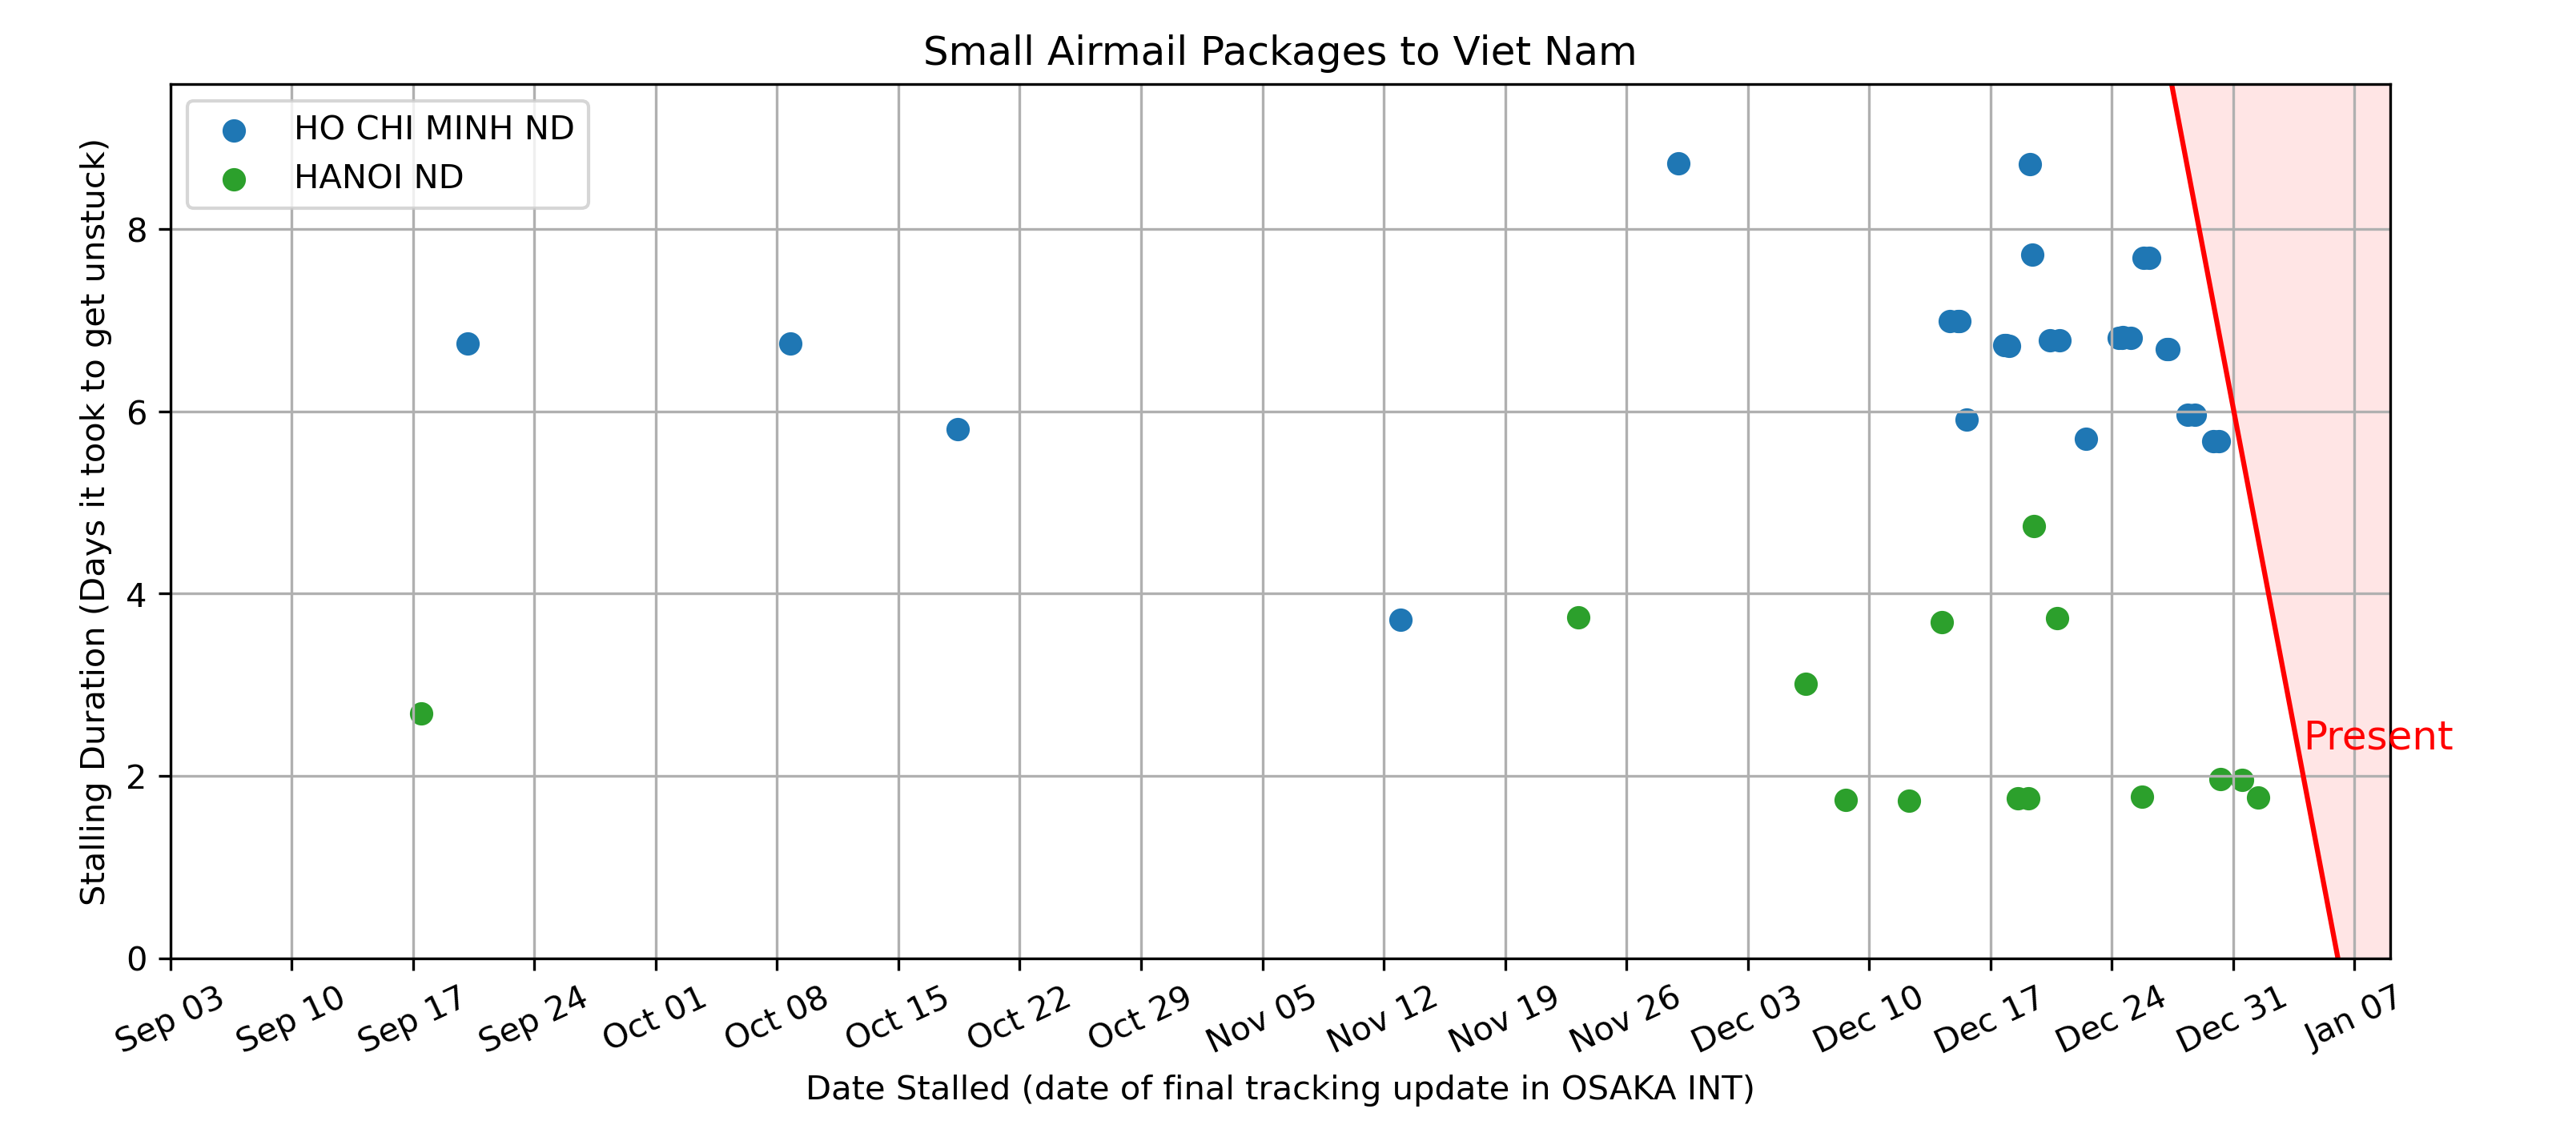 Small Airmail Packages to Viet Nam
HO CHI MINH ND
HANOI ND
Stalling Duration (Days it took to get unstuck)
8
6
4
2
0
Present
Sep 03
Sep 10
Sep 17
Sep 24
Oct 01
Oct 08
Oct 15
Oct 22
Oct 29
Nov 05
Nov 12
Nov 19
Nov 26
Dec 03
Dec 10
Dec 17
Dec 24
Dec 31
Jan 07
Date Stalled (date of final tracking update in OSAKA INT)